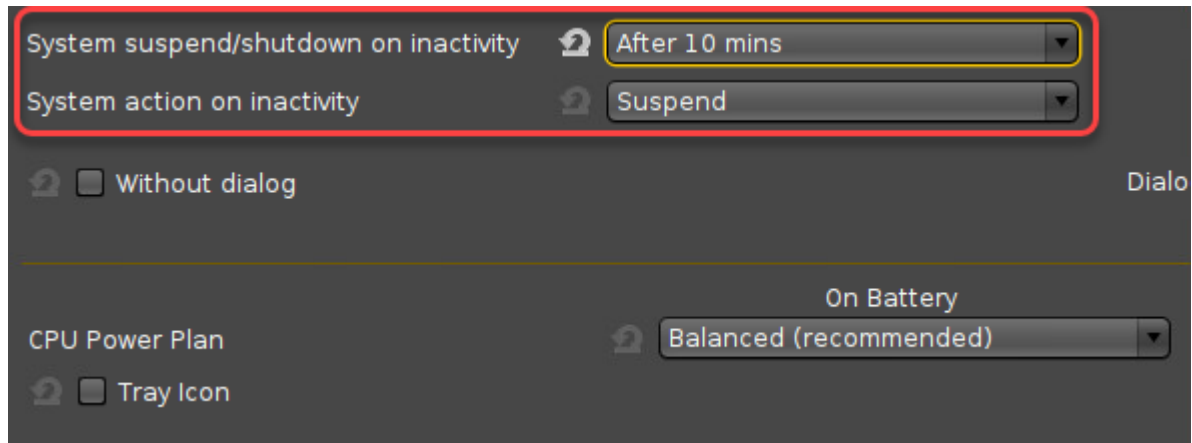 System suspend/shutdown on inactivity After 10 mins
System action on inactivity Suspend
Without dialog Dialo
On Battery
CPU Power Plan Balanced (recommended)
Tray Icon